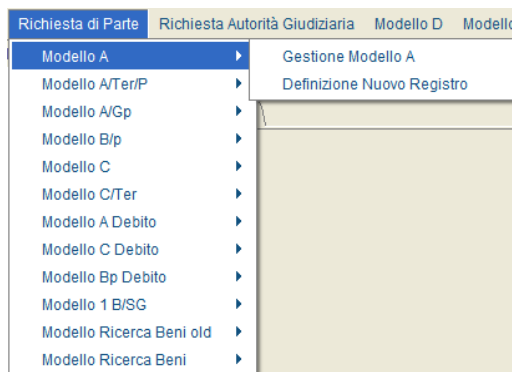 Richiesta di Parte Richiesta Autorità Giudiziaria Modello D Modello
Modello A
Gestione Modello A
Modello A/Ter/P
Definizione Nuovo Registro
Modello A/Gp
Modello B/p
Modello C
Modello C/Ter
Modello A Debito
Modello C Debito
Modello Bp Debito
Modello 1 B/SG
Modello Ricerca Beni old
Modello Ricerca Beni